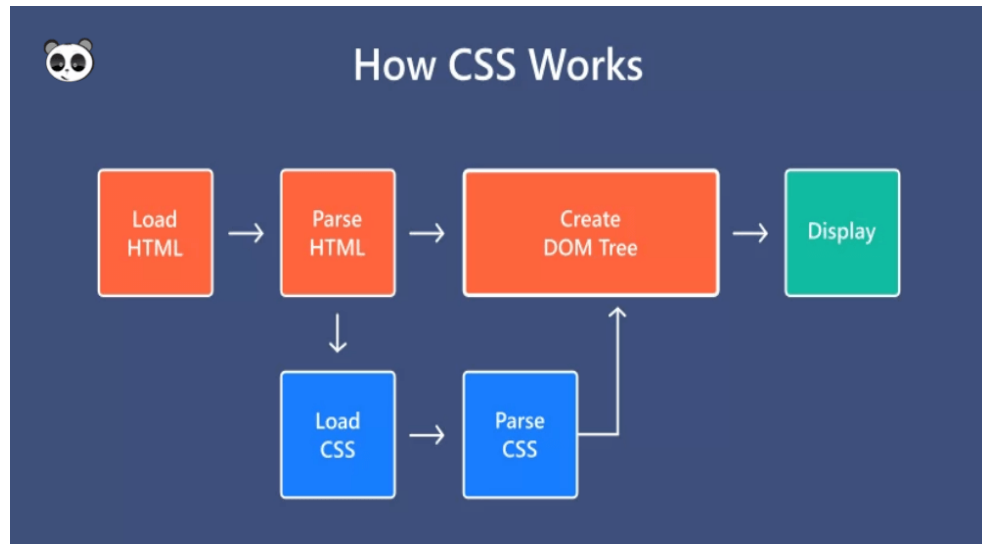 How CSS Works
Load
HTML
Parse
HTML
Create
DOM Tree
Display
Load
CSS
Parse
CSS